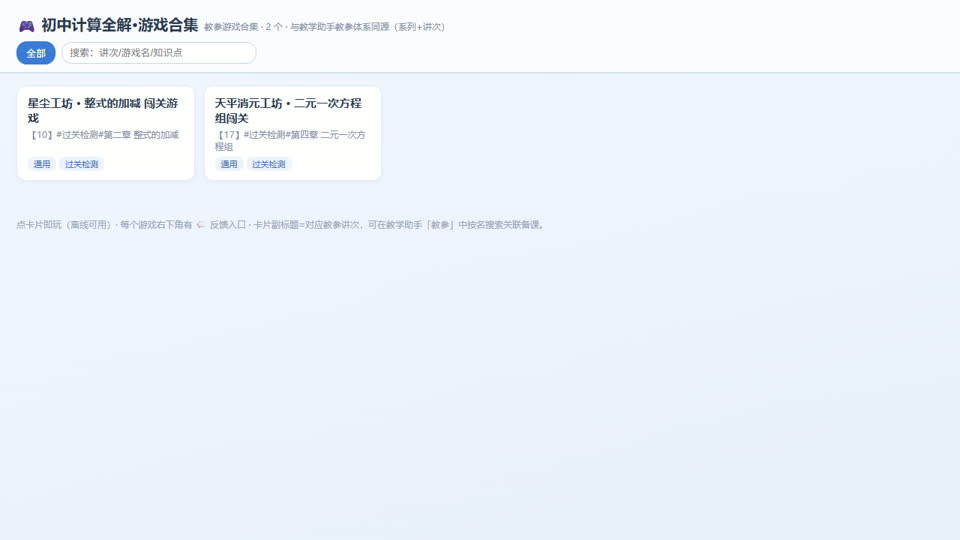 初中计算全解·游戏合集 教参游戏合集 · 2 个 · 与教学助手教参体系同源（系列+讲次）
全部 搜索：讲次/游戏名/知识点
星尘工坊·整式的加减 闯关游
戏
【10】#过关检测#第二章 整式的加减
通用 过关检测
天平消元工坊·二元一次方程
组闯关
【17】#过关检测#第四章 二元一次方
程组
通用 过关检测
点卡片即玩（离线可用）· 每个游戏右下角有 反馈入口 · 卡片副标题=对应教参讲次，可在教学助手「教参」中按名搜索关联备课。